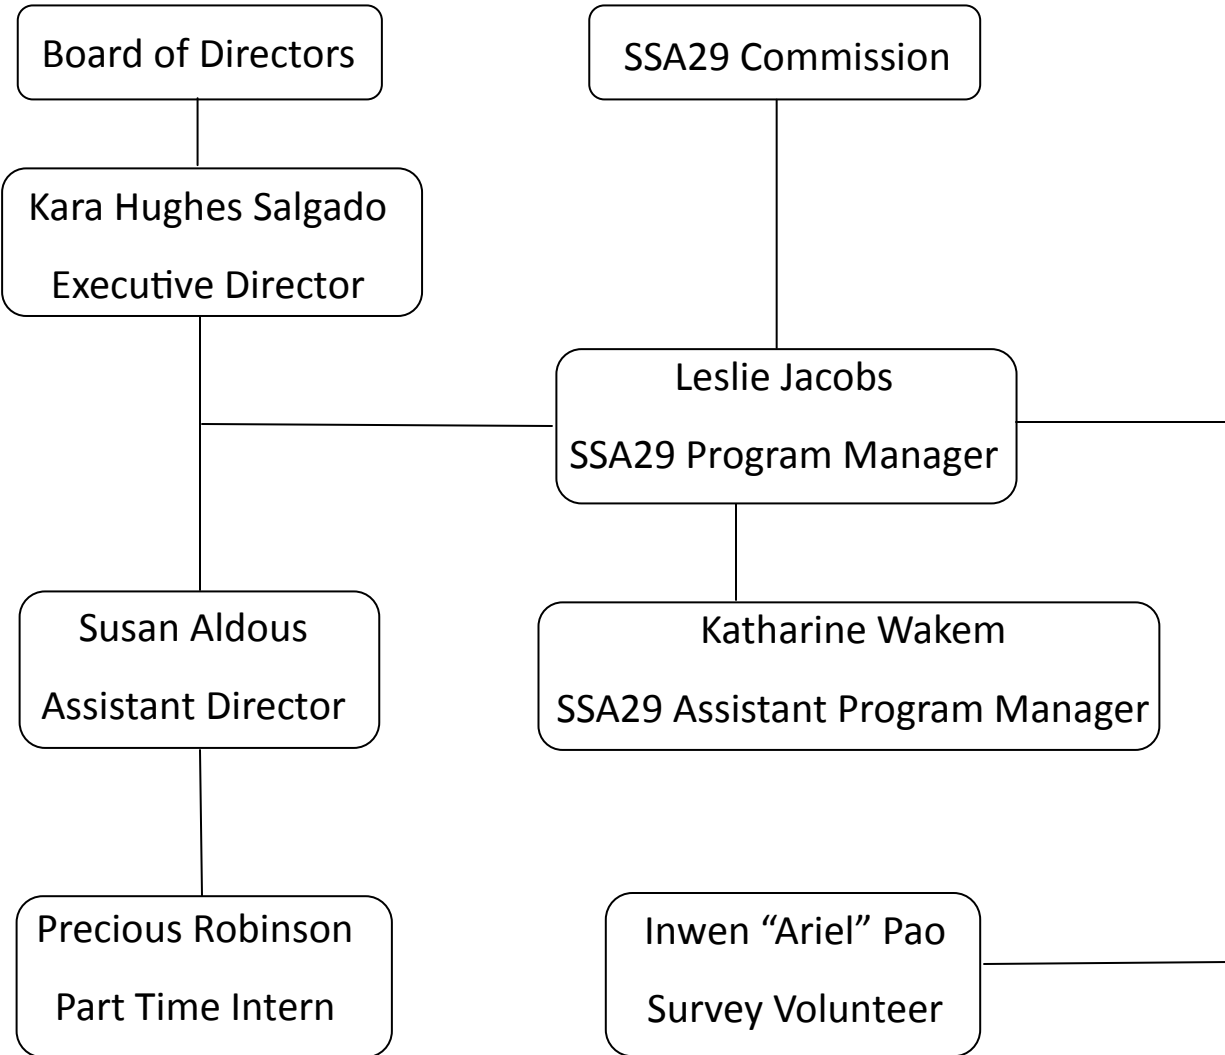 Board of Directors
SSA29 Commission
Kara Hughes Salgado
Executive Director
Leslie Jacobs
SSA29 Program Manager
Susan Aldous
Assistant Director
Katharine Wakem
SSA29 Assistant Program Manager
Precious Robinson
Part Time Intern
Inwen “Ariel” Pao
Survey Volunteer